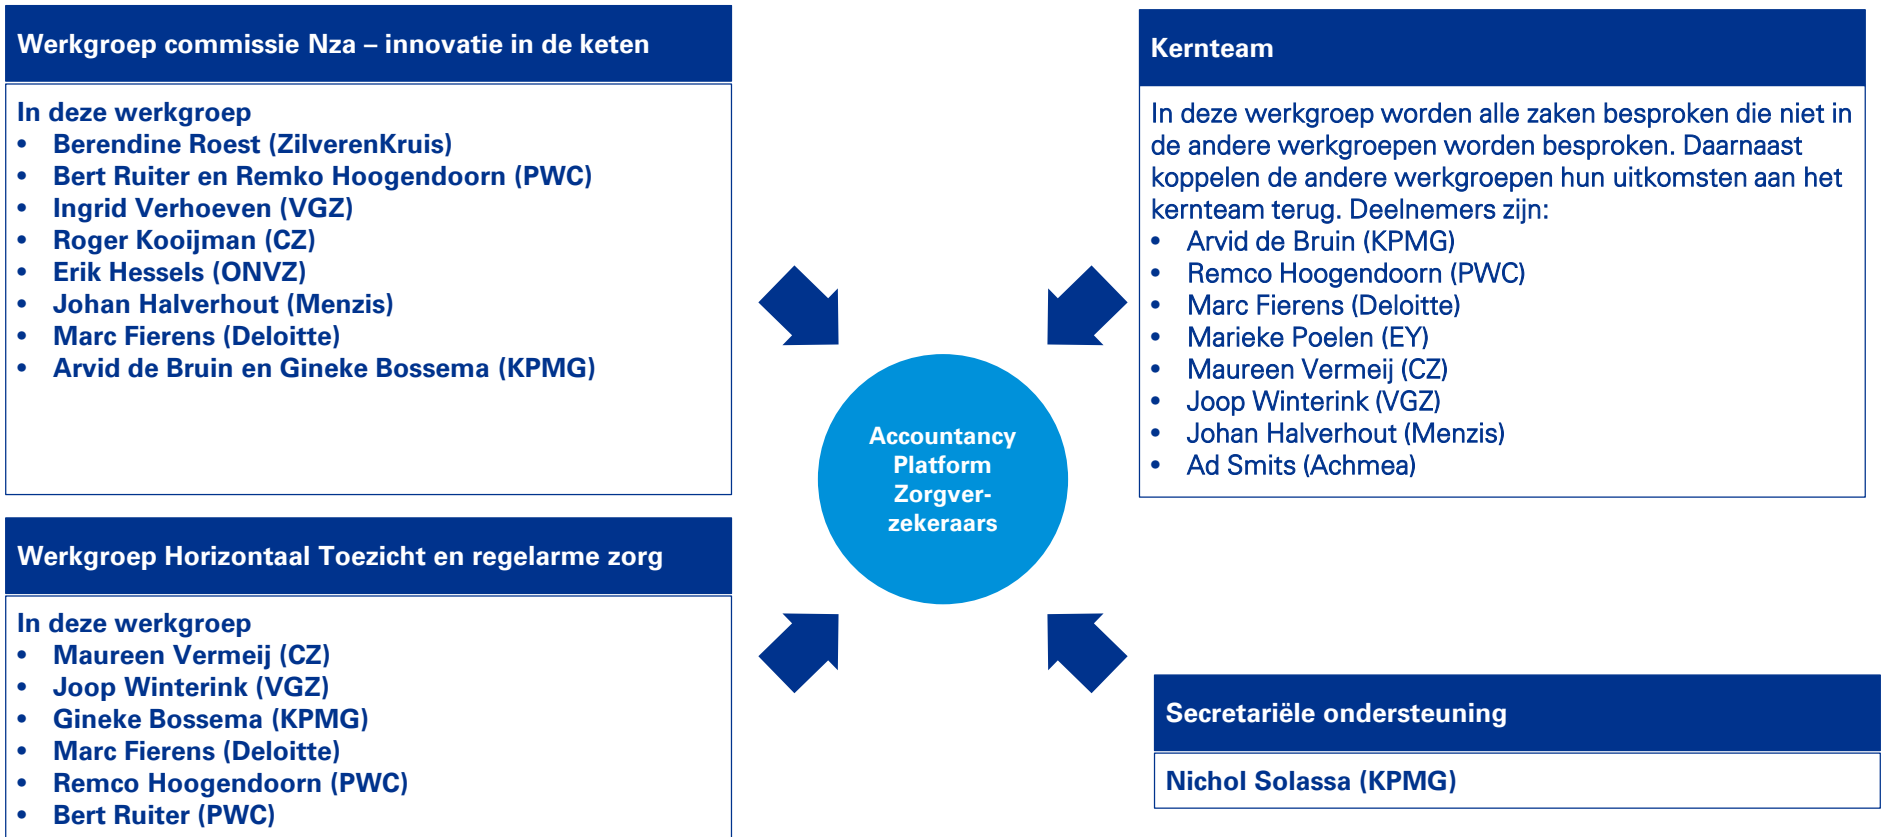 Werkgroep commissie Nza – innovatie in de keten
In deze werkgroep
• Berendine Roest (ZilverenKruis)
• Bert Ruiter en Remko Hoogendoorn (PWC)
• Ingrid Verhoeven (VGZ)
• Roger Kooijman (CZ)
• Erik Hessels (ONVZ)
• Johan Halverhout (Menzis)
• Marc Fierens (Deloitte)
• Arvid de Bruin en Gineke Bossema (KPMG)
Werkgroep Horizontaal Toezicht en regelarme zorg
In deze werkgroep
• Maureen Vermeij (CZ)
• Joop Winterink (VGZ)
• Gineke Bossema (KPMG)
• Marc Fierens (Deloitte)
• Remco Hoogendoorn (PWC)
• Bert Ruiter (PWC)
Accountancy
Platform
Zorgver-
zekeraars
Kernteam
In deze werkgroep worden alle zaken besproken die niet in
de andere werkgroepen worden besproken. Daarnaast
koppelen de andere werkgroepen hun uitkomsten aan het
kernteam terug. Deelnemers zijn:
• Arvid de Bruin (KPMG)
• Remco Hoogendoorn (PWC)
• Marc Fierens (Deloitte)
• Marieke Poelen (EY)
• Maureen Vermeij (CZ)
• Joop Winterink (VGZ)
• Johan Halverhout (Menzis)
• Ad Smits (Achmea)
Secretariële ondersteuning
Nichol Solassa (KPMG)